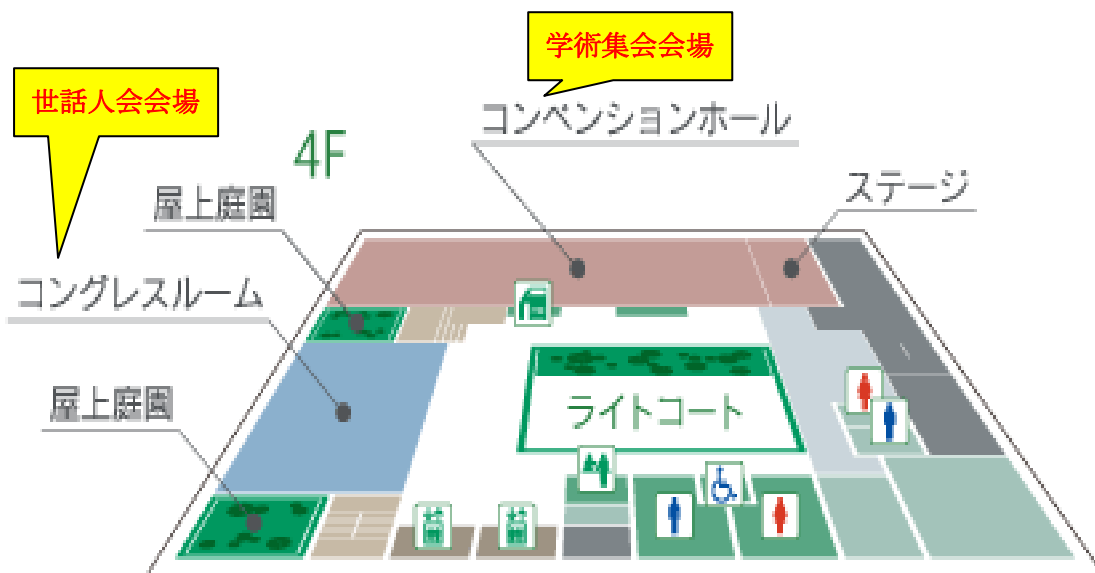 学術集会会場
世話人会会場
コンベンションホール
4F
ステージ
屋上庭園
コングレスルーム
屋上庭園
ライトコート